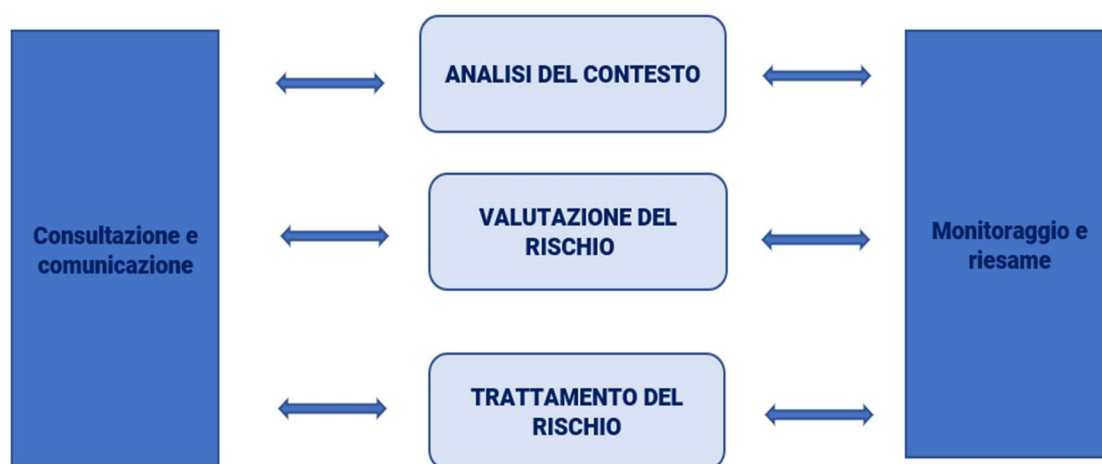 ANALISI DEL CONTESTO
Consultazione e
comunicazione
VALUTAZIONE DEL
RISCHIO
Monitoraggio e
riesame
TRATTAMENTO DEL
RISCHIO